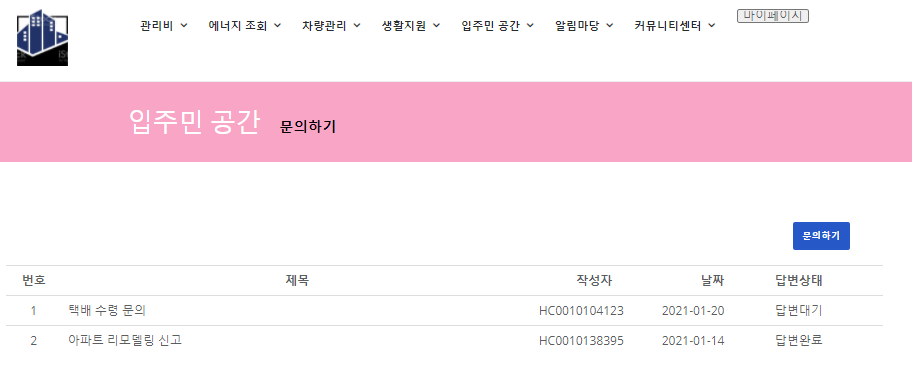 관리비 에너지 조회 차량관리 생활지원 입주민 공간 알림마당 커뮤니티센터 마이페이지
입주민 공간 문의하기
문의하기
번호 제목 작성자 날짜 답변상태
1 택배 수령 문의 HC0010104123 2021-01-20 답변대기
2 아파트 리모델링 신고 HC0010138395 2021-01-14 답변완료